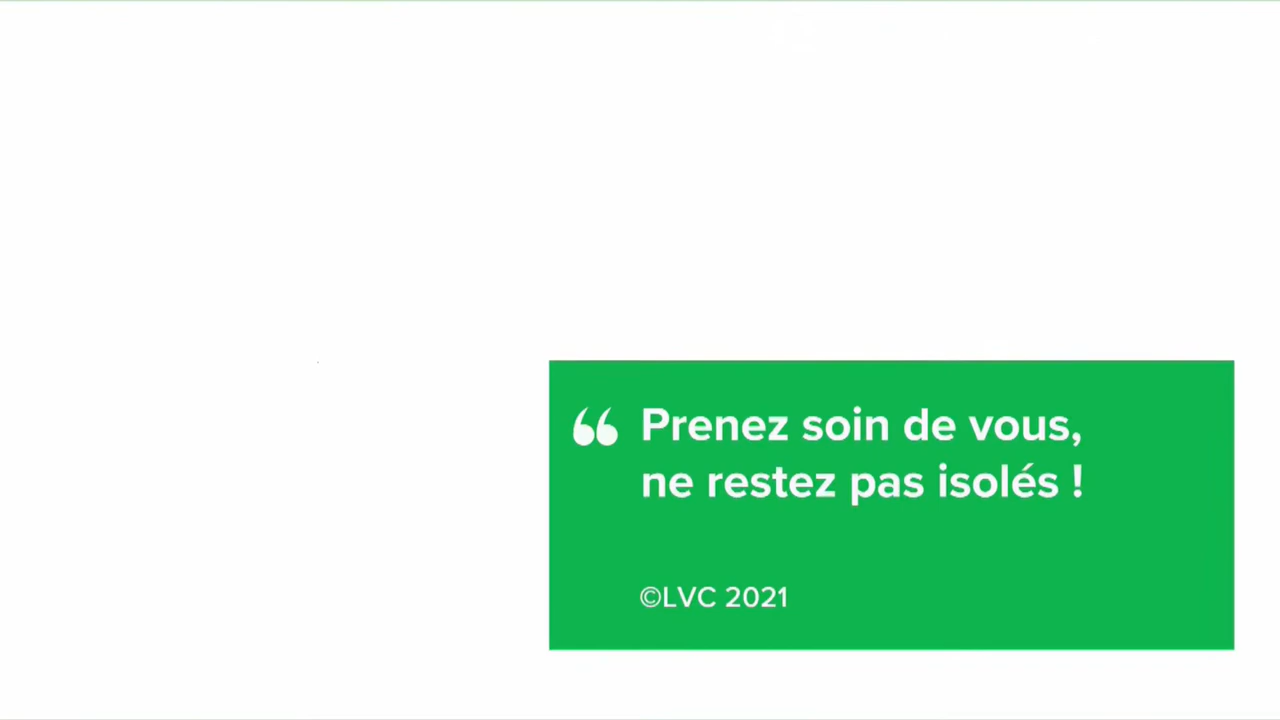 “ Prenez soin de vous,
ne restez pas isolés !
©LVC 2021